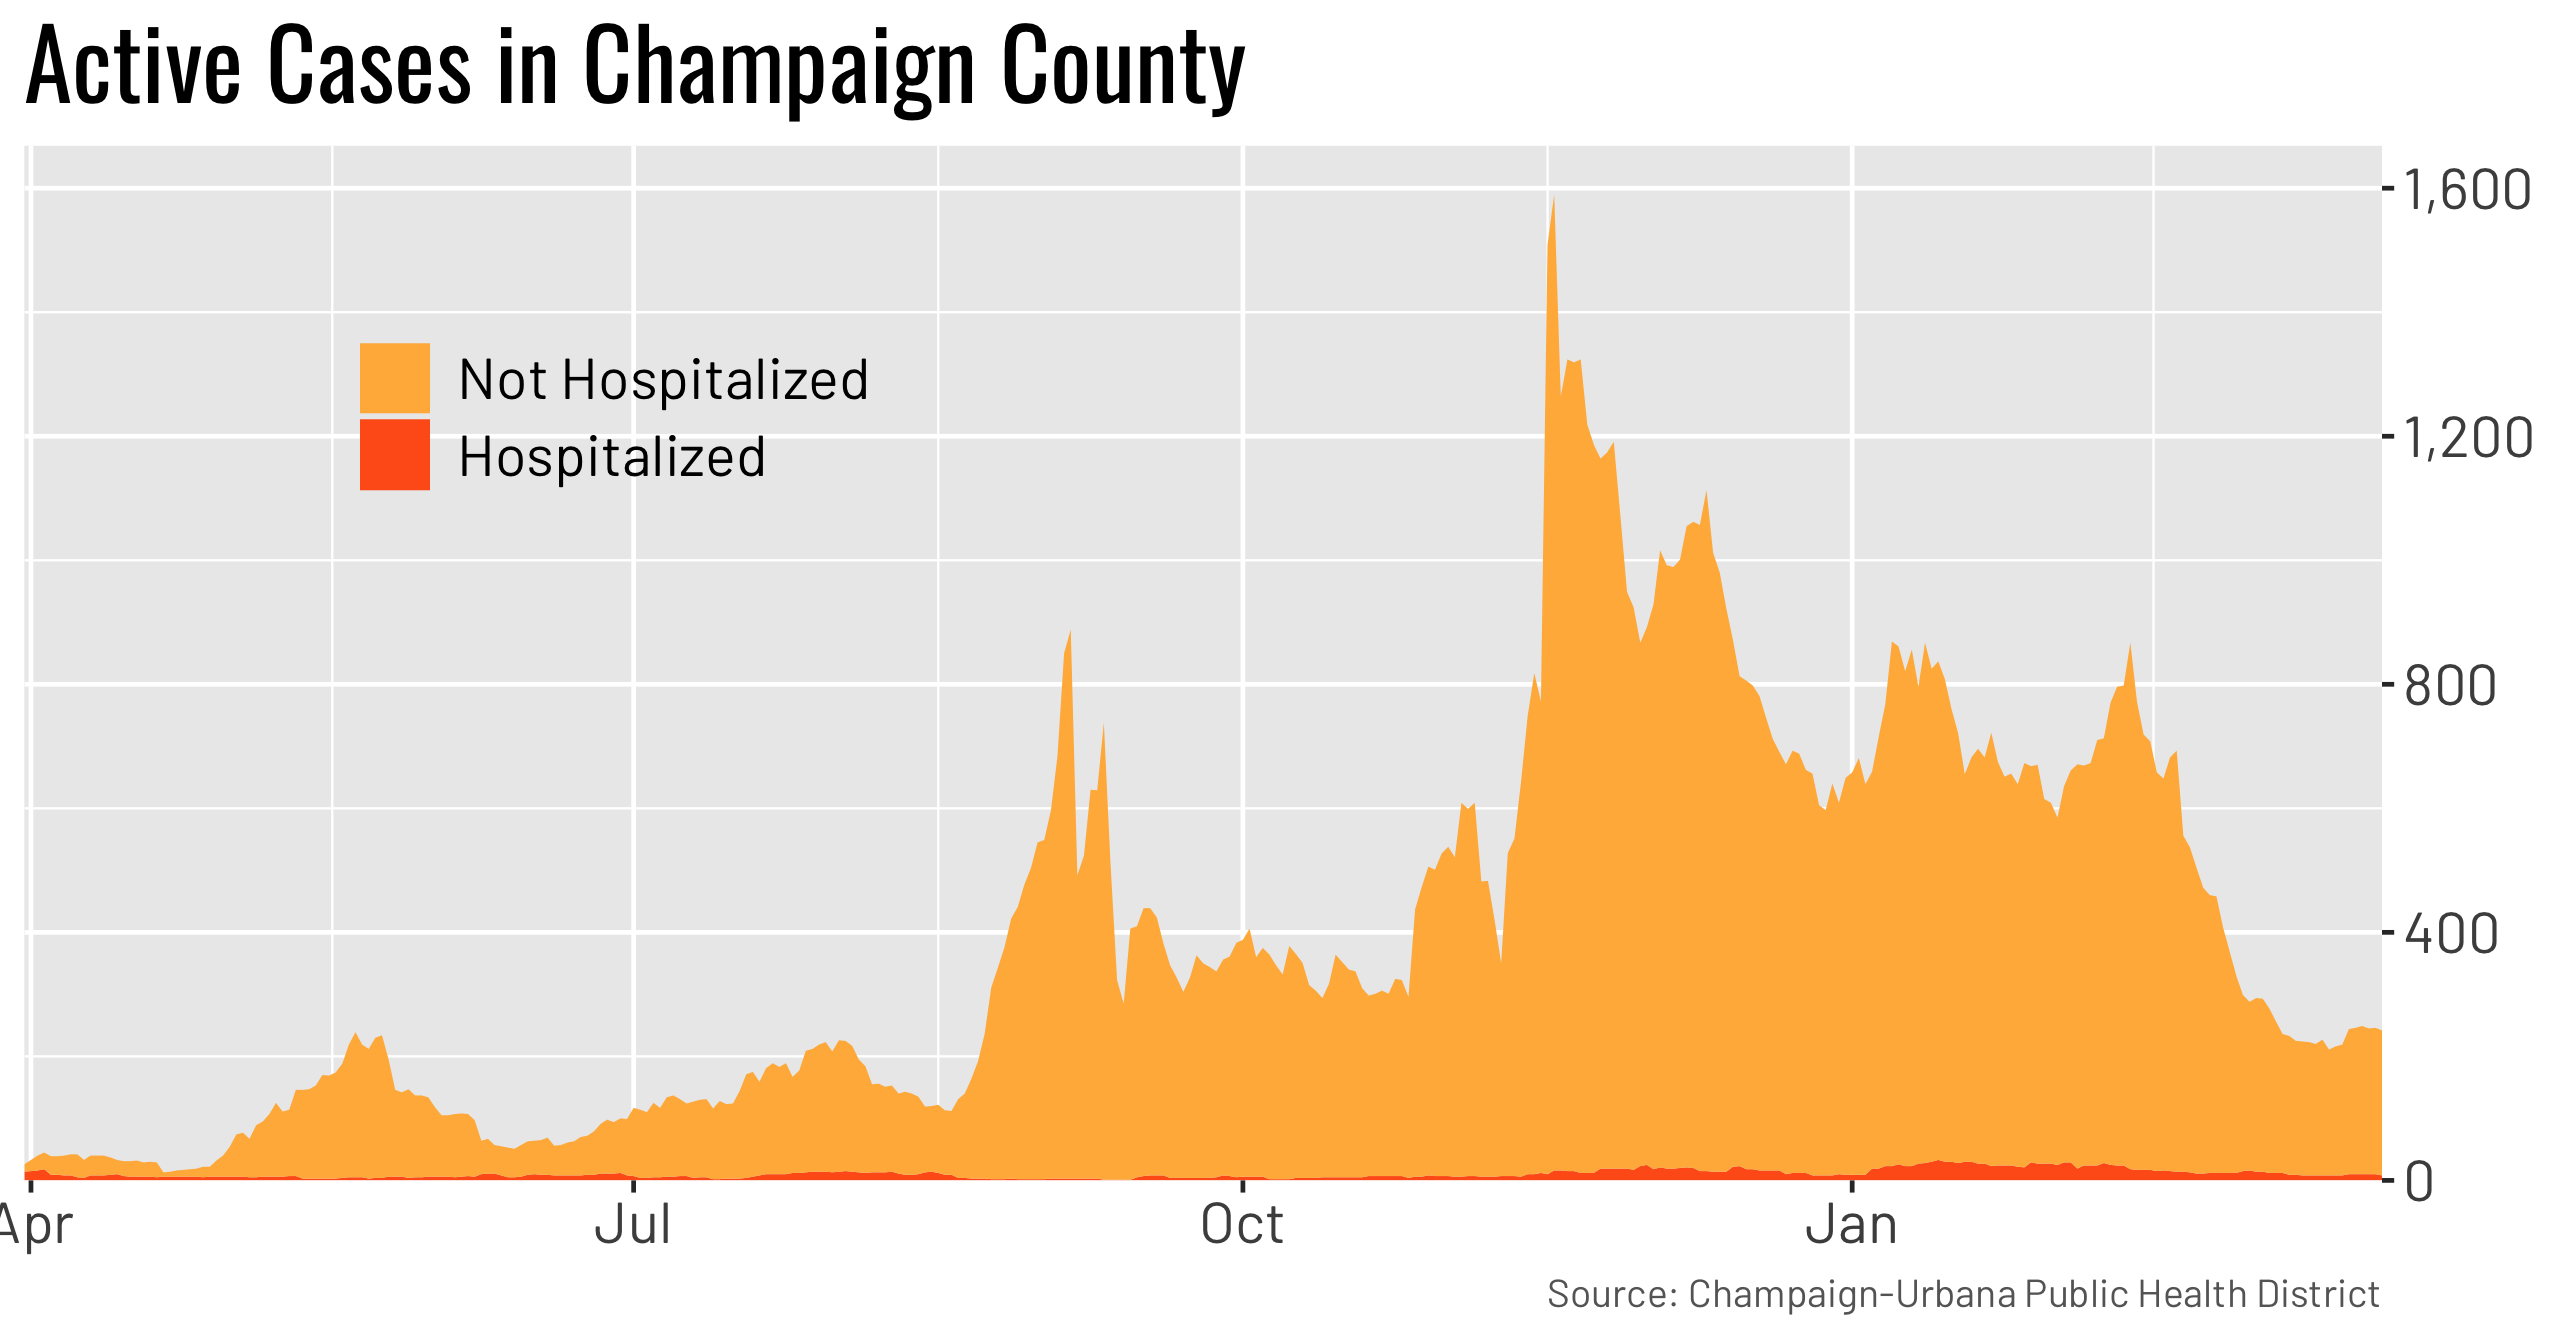 Active Cases in Champaign County
1,600
Not Hospitalized
1,200
Hospitalized
800
400
0
Apr Jul Oct Jan
Source: Champaign-Urbana Public Health District